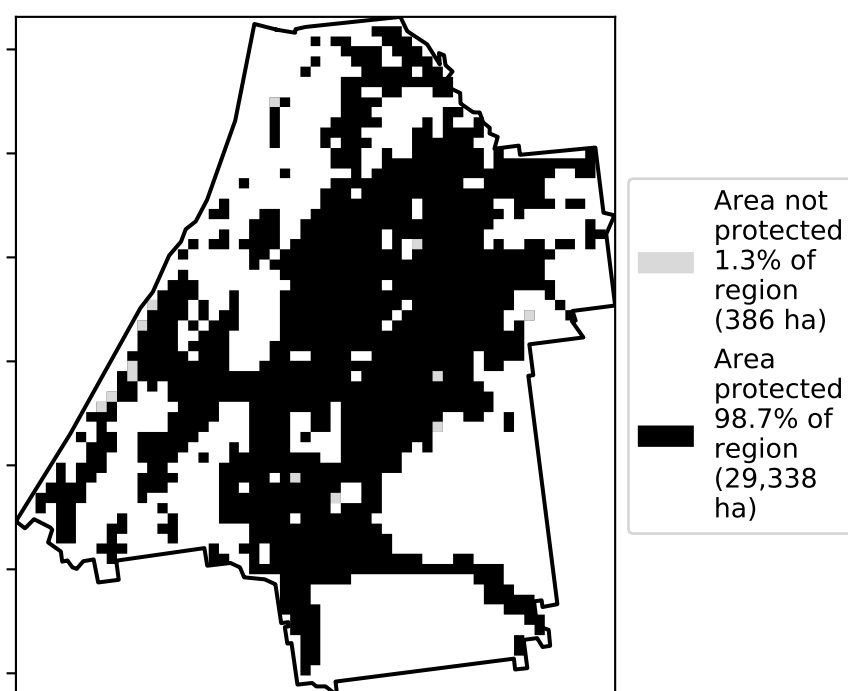 Area not
protected
1.3% of
region
(386 ha)
Area
protected
98.7% of
region
(29,338
ha)